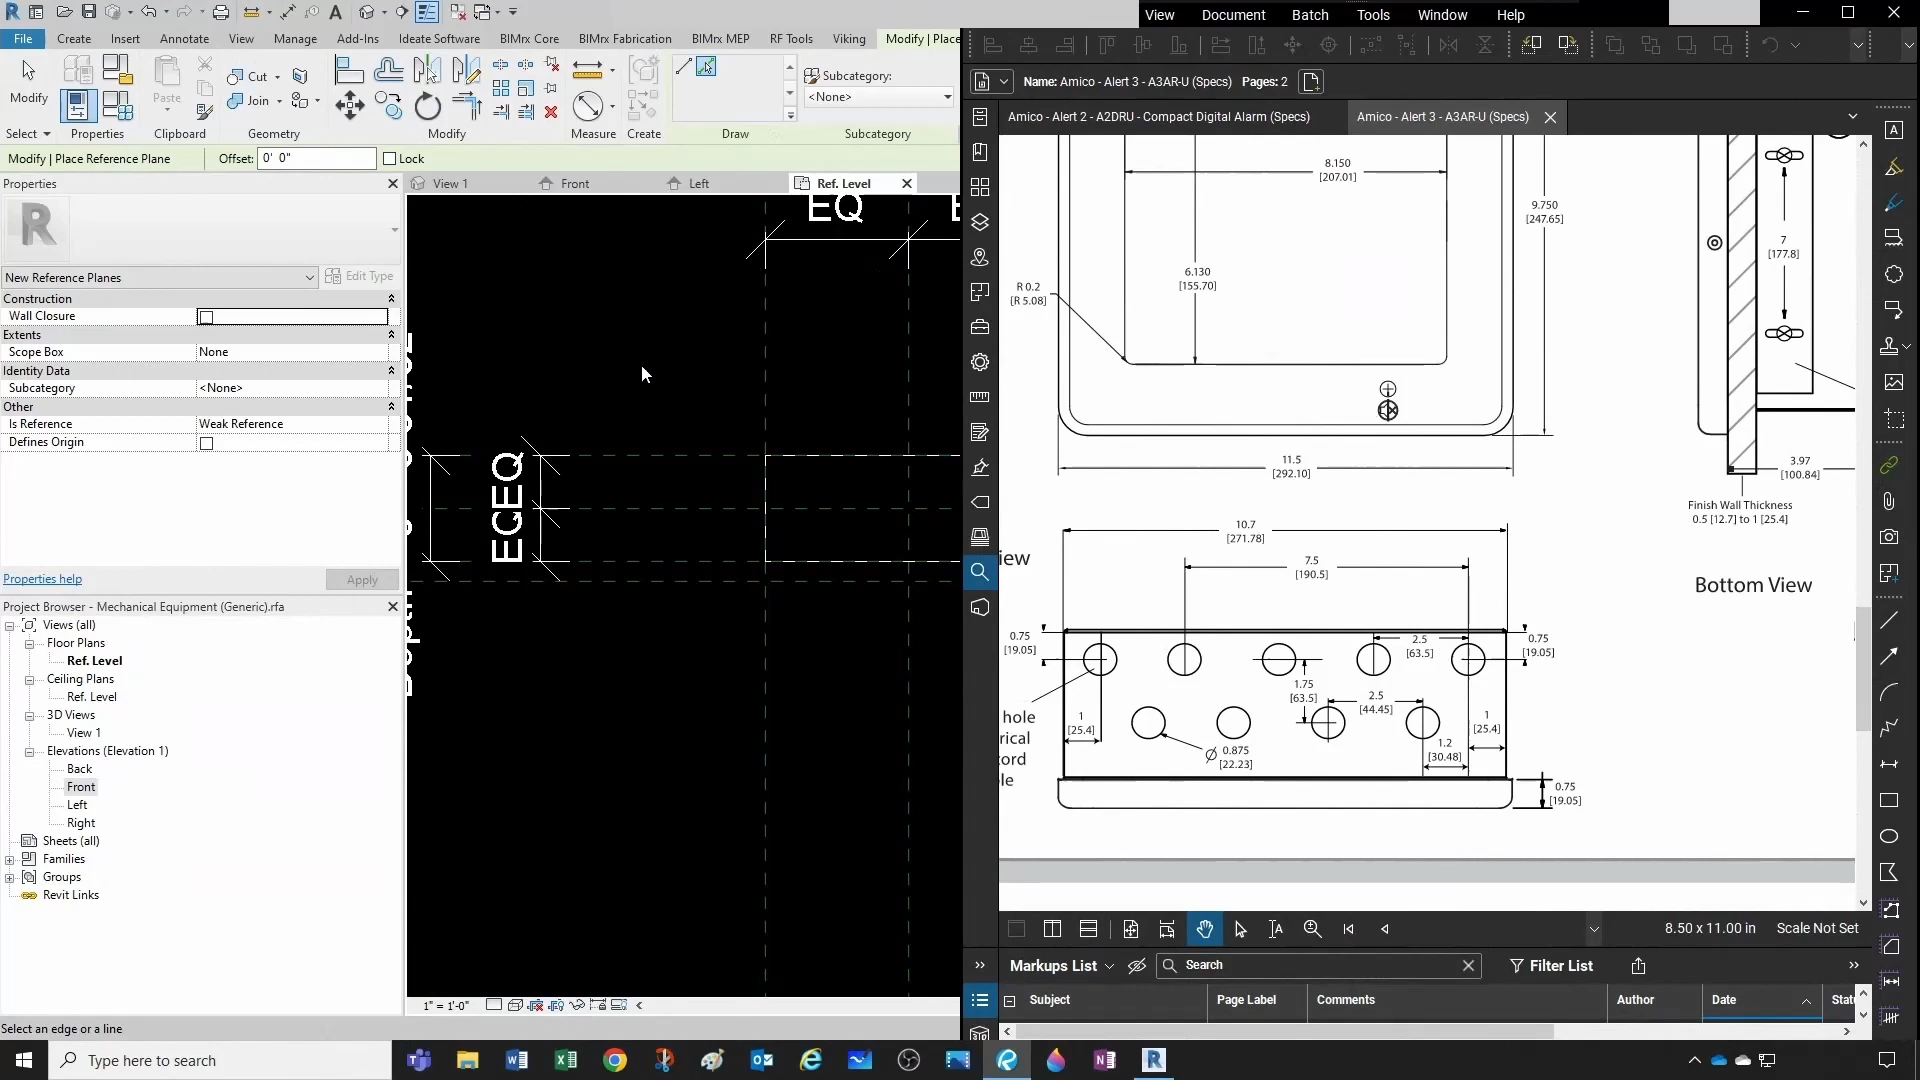 File
Create
Insert
Annotate
View
Manage
Add-Ins
Ideate Software
BIMrx Core
BIMrx Fabrication
BIMrx MEP
RF Tools
Viking
Modify | Place
Modify
Paste
Cut
Join
Subcategory:
<None>
Select
Properties
Clipboard
Geometry
Modify
Measure
Create
Draw
Subcategory
Modify | Place Reference Plane
Offset:
0' 0"
Lock
Properties
View 1
Front
Left
Ref. Level
New Reference Planes
Edit Type
Construction
Wall Closure
Extents
Scope Box
None
Identity Data
Subcategory
<None>
Other
Is Reference
Weak Reference
Defines Origin
Properties help
Apply
Project Browser - Mechanical Equipment (Generic).rfa
Views (all)
Floor Plans
Ref. Level
Ceiling Plans
Ref. Level
3D Views
View 1
Elevations (Elevation 1)
Back
Front
Left
Right
Sheets (all)
Families
Groups
Revit Links
EQ
EQ
EQ
1" = 1'-0"
Select an edge or a line
View
Document
Batch
Tools
Window
Help
Name: Amico - Alert 3 - A3AR-U (Specs)
Pages: 2
Amico - Alert 2 - A2DRU - Compact Digital Alarm (Specs)
Amico - Alert 3 - A3AR-U (Specs)
8.150
[207.01]
9.750
[247.65]
6.130
[155.70]
R 0.2
[R 5.08]
7
[177.8]
11.5
[292.10]
3.97
[100.84]
Finish Wall Thickness
0.5 [12.7] to 1 [25.4]
10.7
[271.78]
7.5
[190.5]
iew
Bottom View
0.75
[19.05]
2.5
[63.5]
0.75
[19.05]
1.75
[63.5]
2.5
[44.45]
hole
rical
cord
le
1
[25.4]
1
[25.4]
1.2
[30.48]
0.875
[22.23]
0.75
[19.05]
8.50 x 11.00 in
Scale Not Set
Markups List
Search
Filter List
Subject
Page Label
Comments
Author
Date
Statu
Type here to search